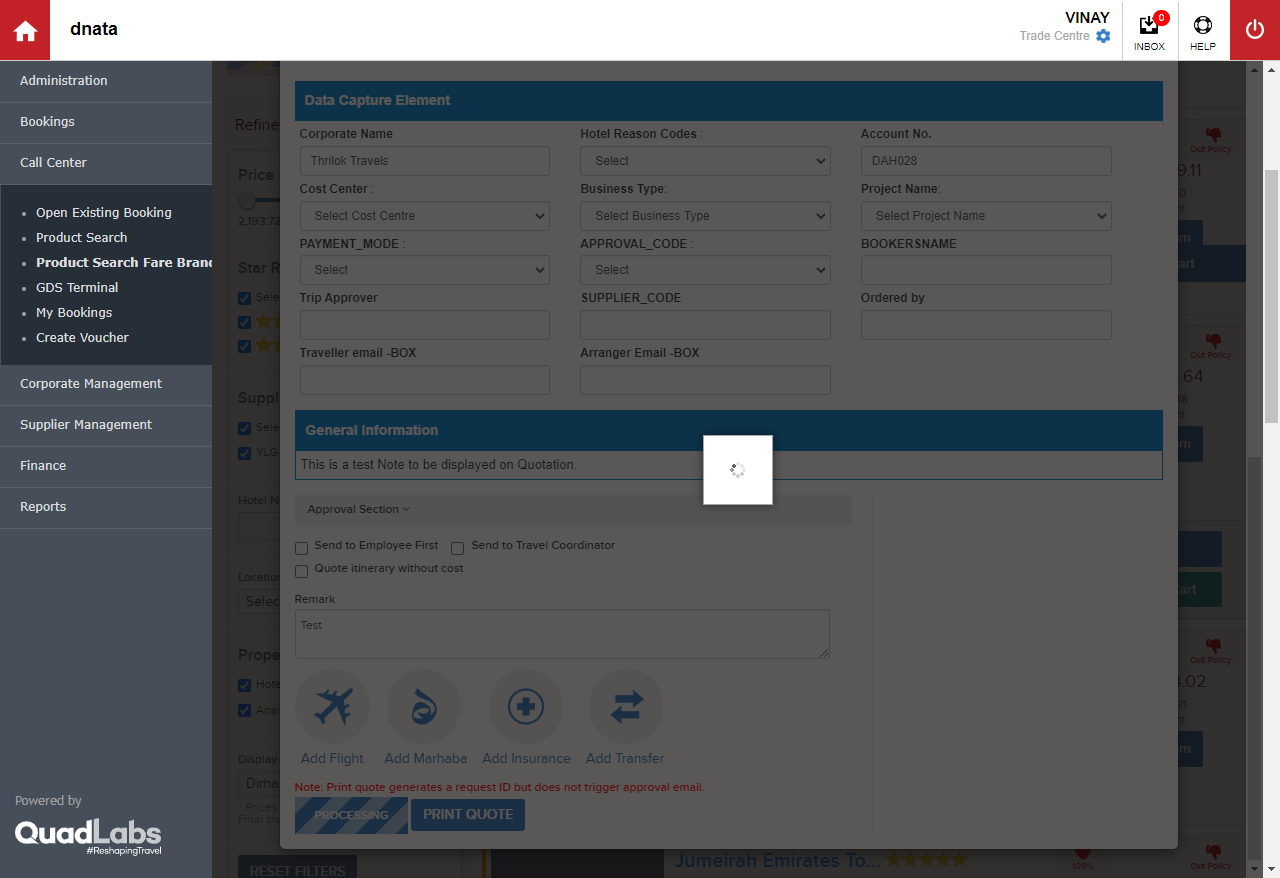 dnata
VINAY
Trade Centre
0
INBOX
HELP
Administration
Bookings
Call Center
Open Existing Booking
Product Search
Product Search Fare Bran
GDS Terminal
My Bookings
Create Voucher
Corporate Management
Supplier Management
Finance
Reports
Powered by
QuadLabs
#ReshapingTravel
Refine
Price
2,193.72
Star R
Sele
Suppl
Sele
YLG
Hotel N
Location
Selec
Prope
Hote
Apa
Display
Dirha
* Prices
Final ch
RESET FILTERS
Data Capture Element
Corporate Name
Hotel Reason Codes :
Account No.
Thrilok Travels
Select
DAH028
Cost Center :
Business Type:
Project Name:
Select Cost Centre
Select Business Type
Select Project Name
PAYMENT_MODE :
APPROVAL_CODE :
BOOKERSNAME
Select
Select
Trip Approver
SUPPLIER_CODE
Ordered by
Traveller email -BOX
Arranger Email -BOX
General Information
This is a test Note to be displayed on Quotation.
Approval Section
Send to Employee First
Send to Travel Coordinator
Quote itinerary without cost
Remark
Test
Add Flight
Add Marhaba
Add Insurance
Add Transfer
Note: Print quote generates a request ID but does not trigger approval email.
PROCESSING
PRINT QUOTE
Jumeirah Emirates To...
100%
Out Policy
9.11
om
art
Out Policy
.64
om
art
Out Policy
.02
om
Out Policy